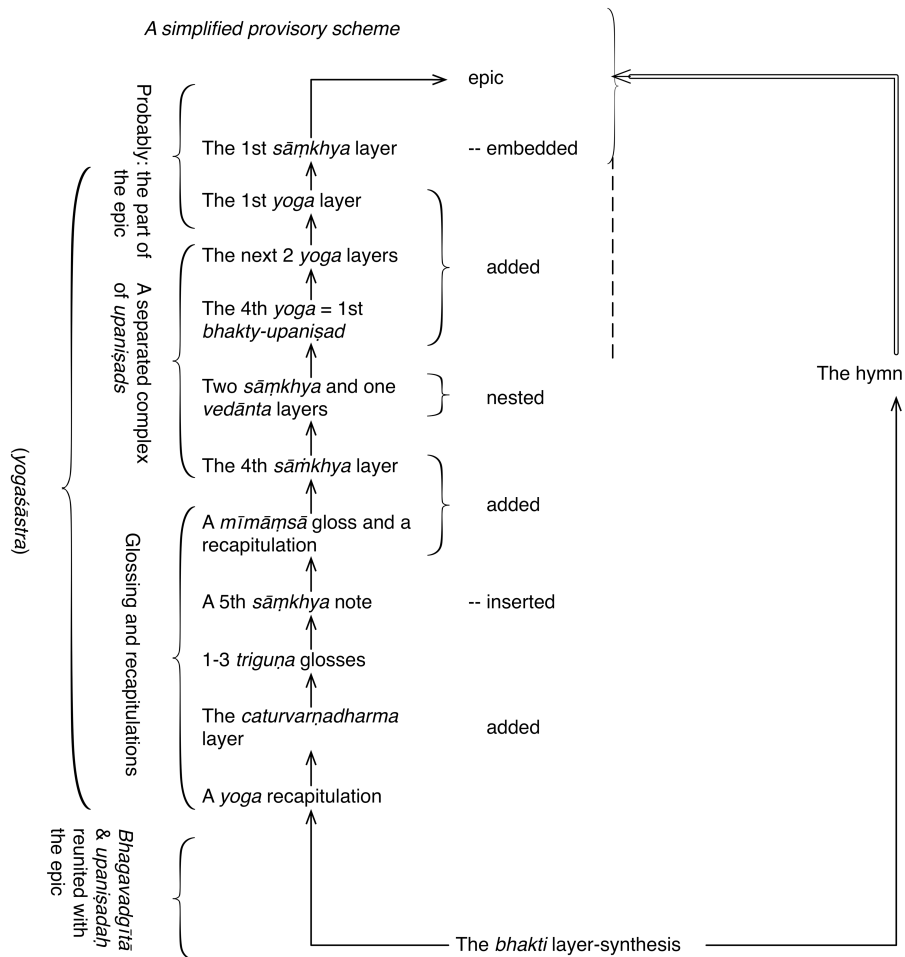 A simplified provisory scheme
epic
The 1st sāṃkhya layer
-- embedded
The 1st yoga layer
The next 2 yoga layers
added
The 4th yoga = 1st
bhakty-upaniṣad
The hymn
Two sāṃkhya and one
vedānta layers
nested
The 4th sāṁkhya layer
added
A mīmāṃsā gloss and a
recapitulation
A 5th sāṃkhya note
-- inserted
1-3 triguṇa glosses
The caturvarṇadharma
layer
added
A yoga recapitulation
The bhakti layer-synthesis
Probably: the part of
the epic
A separated complex
of upaniṣads
(yogaśāstra)
Glossing and recapitulations
Bhagavadgītā
& upaniṣadaḥ
reunited with
the epic